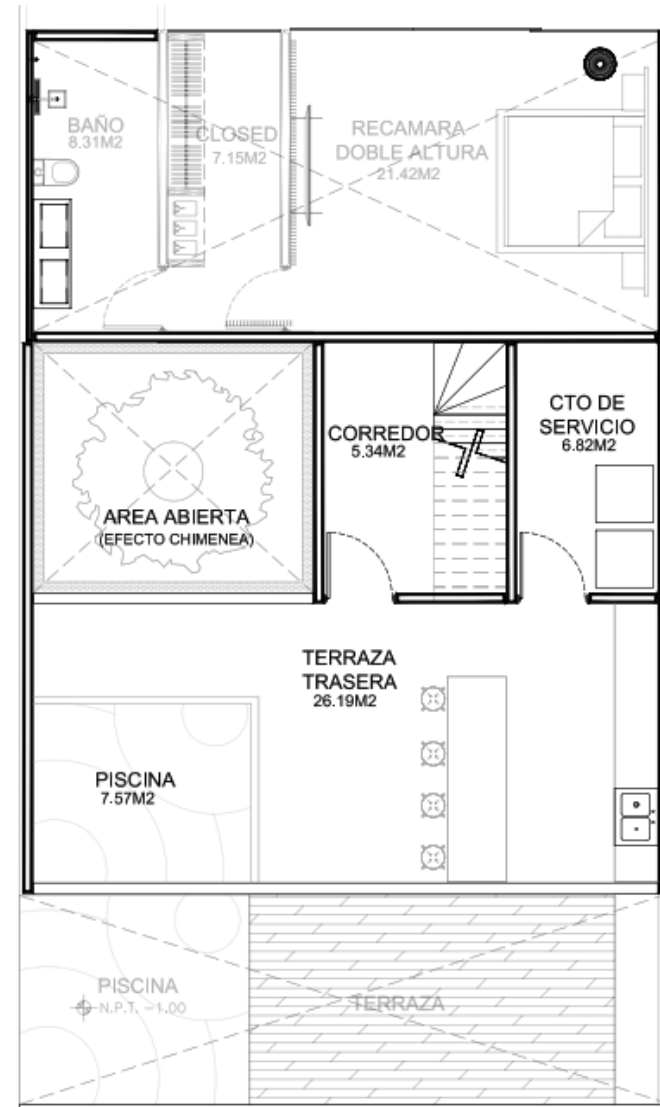 BAÑO
8.31M2
CLOSED
7.15M2
RECAMARA
DOBLE ALTURA
21.42M2
CORREDOR
5.34M2
CTO DE
SERVICIO
6.82M2
AREA ABIERTA
(EFECTO CHIMENEA)
TERRAZA
TRASERA
26.19M2
PISCINA
7.57M2
PISCINA
N.P.T. -1.00
TERRAZA